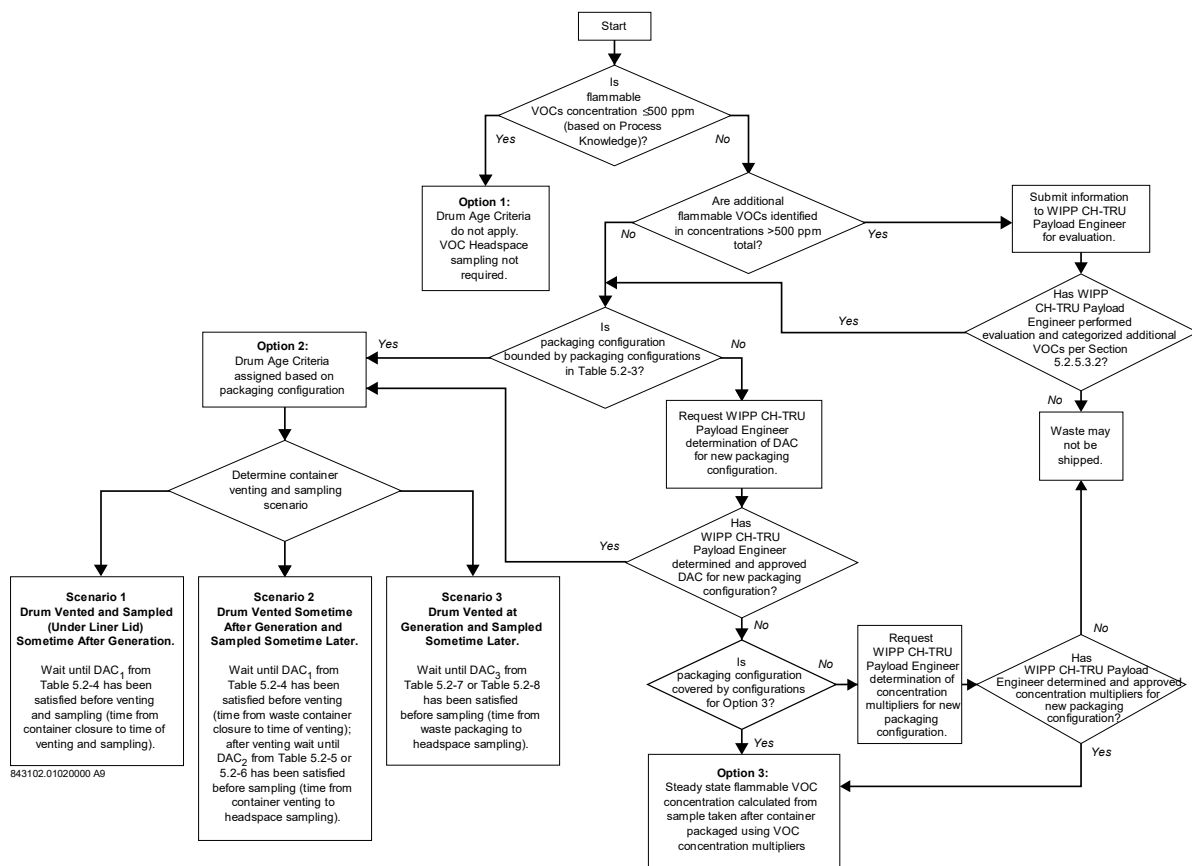 Start
Is
flammable
VOCs concentration ≤500 ppm
(based on Process
Knowledge)?
Yes
No
Option 1:
Drum Age Criteria
do not apply.
VOC Headspace
sampling not
required.
Are additional
flammable VOCs identified
in concentrations >500 ppm
total?
No
Yes
Submit information
to WIPP CH-TRU
Payload Engineer
for evaluation.
Has WIPP
CH-TRU Payload
Engineer performed
evaluation and categorized additional
VOCs per Section
5.2.5.3.2?
Yes
No
Waste may
not be
shipped.
Is
packaging configuration
bounded by packaging configurations
in Table 5.2-3?
Yes
No
Option 2:
Drum Age Criteria
assigned based on
packaging configuration
Request WIPP CH-TRU
Payload Engineer
determination of DAC
for new packaging
configuration.
Determine container
venting and sampling
scenario
Has
WIPP CH-TRU
Payload Engineer
determined and approved
DAC for new packaging
configuration?
Yes
No
Scenario 1
Drum Vented and Sampled
(Under Liner Lid)
Sometime After Generation.
Wait until DAC1 from
Table 5.2-4 has been
satisfied before venting
and sampling (time from
container closure to time of
venting and sampling).
Scenario 2
Drum Vented Sometime
After Generation and
Sampled Sometime Later.
Wait until DAC1 from
Table 5.2-4 has been
satisfied before venting
(time from waste container
closure to time of venting);
after venting wait until
DAC2 from Table 5.2-5 or
5.2-6 has been satisfied
before sampling (time from
container venting to
headspace sampling).
Scenario 3
Drum Vented at
Generation and Sampled
Sometime Later.
Wait until DAC3 from
Table 5.2-7 or Table 5.2-8
has been satisfied
before sampling (time from
waste packaging to
headspace sampling).
Is
packaging configuration
covered by configurations
for Option 3?
No
Yes
Request
WIPP CH-TRU
Payload Engineer
determination of
concentration
multipliers for new
packaging
configuration.
Has
WIPP CH-TRU Payload
Engineer determined and approved
concentration multipliers for
new packaging
configuration?
No
Yes
Option 3:
Steady state flammable VOC
concentration calculated from
sample taken after container
packaged using VOC
concentration multipliers
843102.01020000 A9